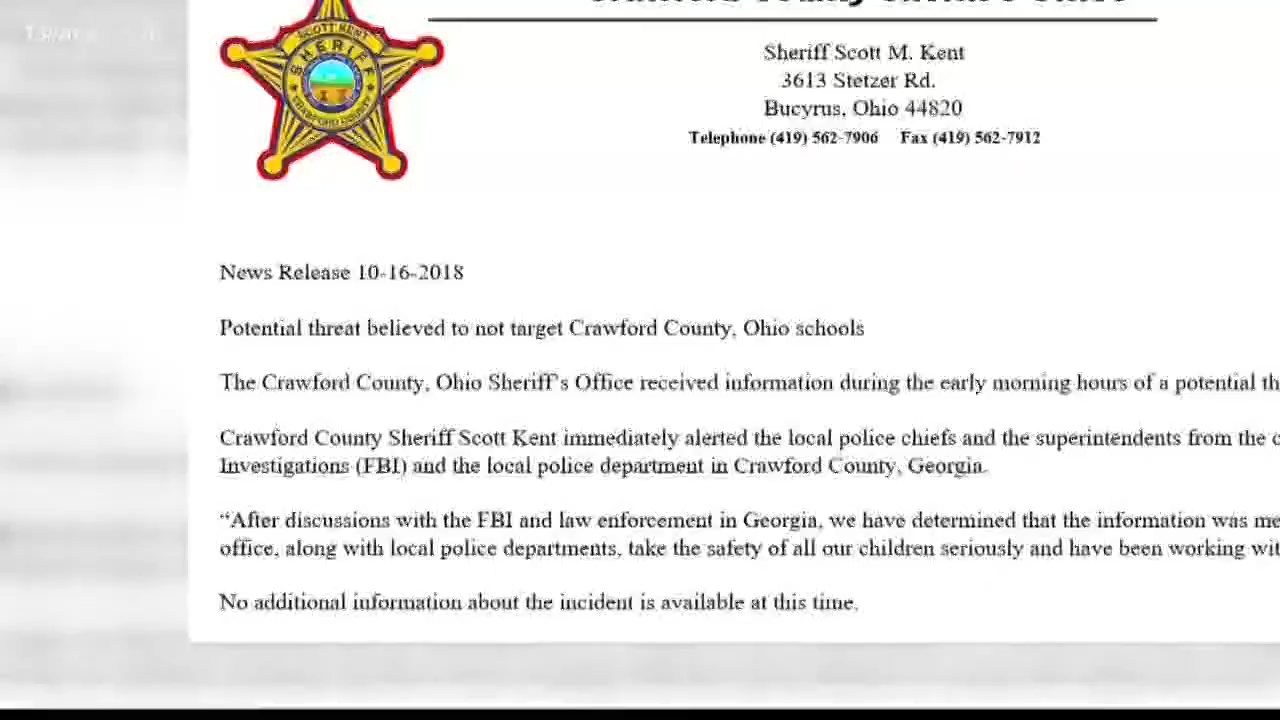 SCOTT KENT
SHERIFF
CRAWFORD COUNTY
Sheriff Scott M. Kent
3613 Stetzer Rd.
Bucyrus, Ohio 44820
Telephone (419) 562-7906 Fax (419) 562-7912
News Release 10-16-2018
Potential threat believed to not target Crawford County, Ohio schools
The Crawford County, Ohio Sheriff's Office received information during the early morning hours of a potential th
Crawford County Sheriff Scott Kent immediately alerted the local police chiefs and the superintendents from the c
Investigations (FBI) and the local police department in Crawford County, Georgia.
“After discussions with the FBI and law enforcement in Georgia, we have determined that the information was me
office, along with local police departments, take the safety of all our children seriously and have been working wit
No additional information about the incident is available at this time.